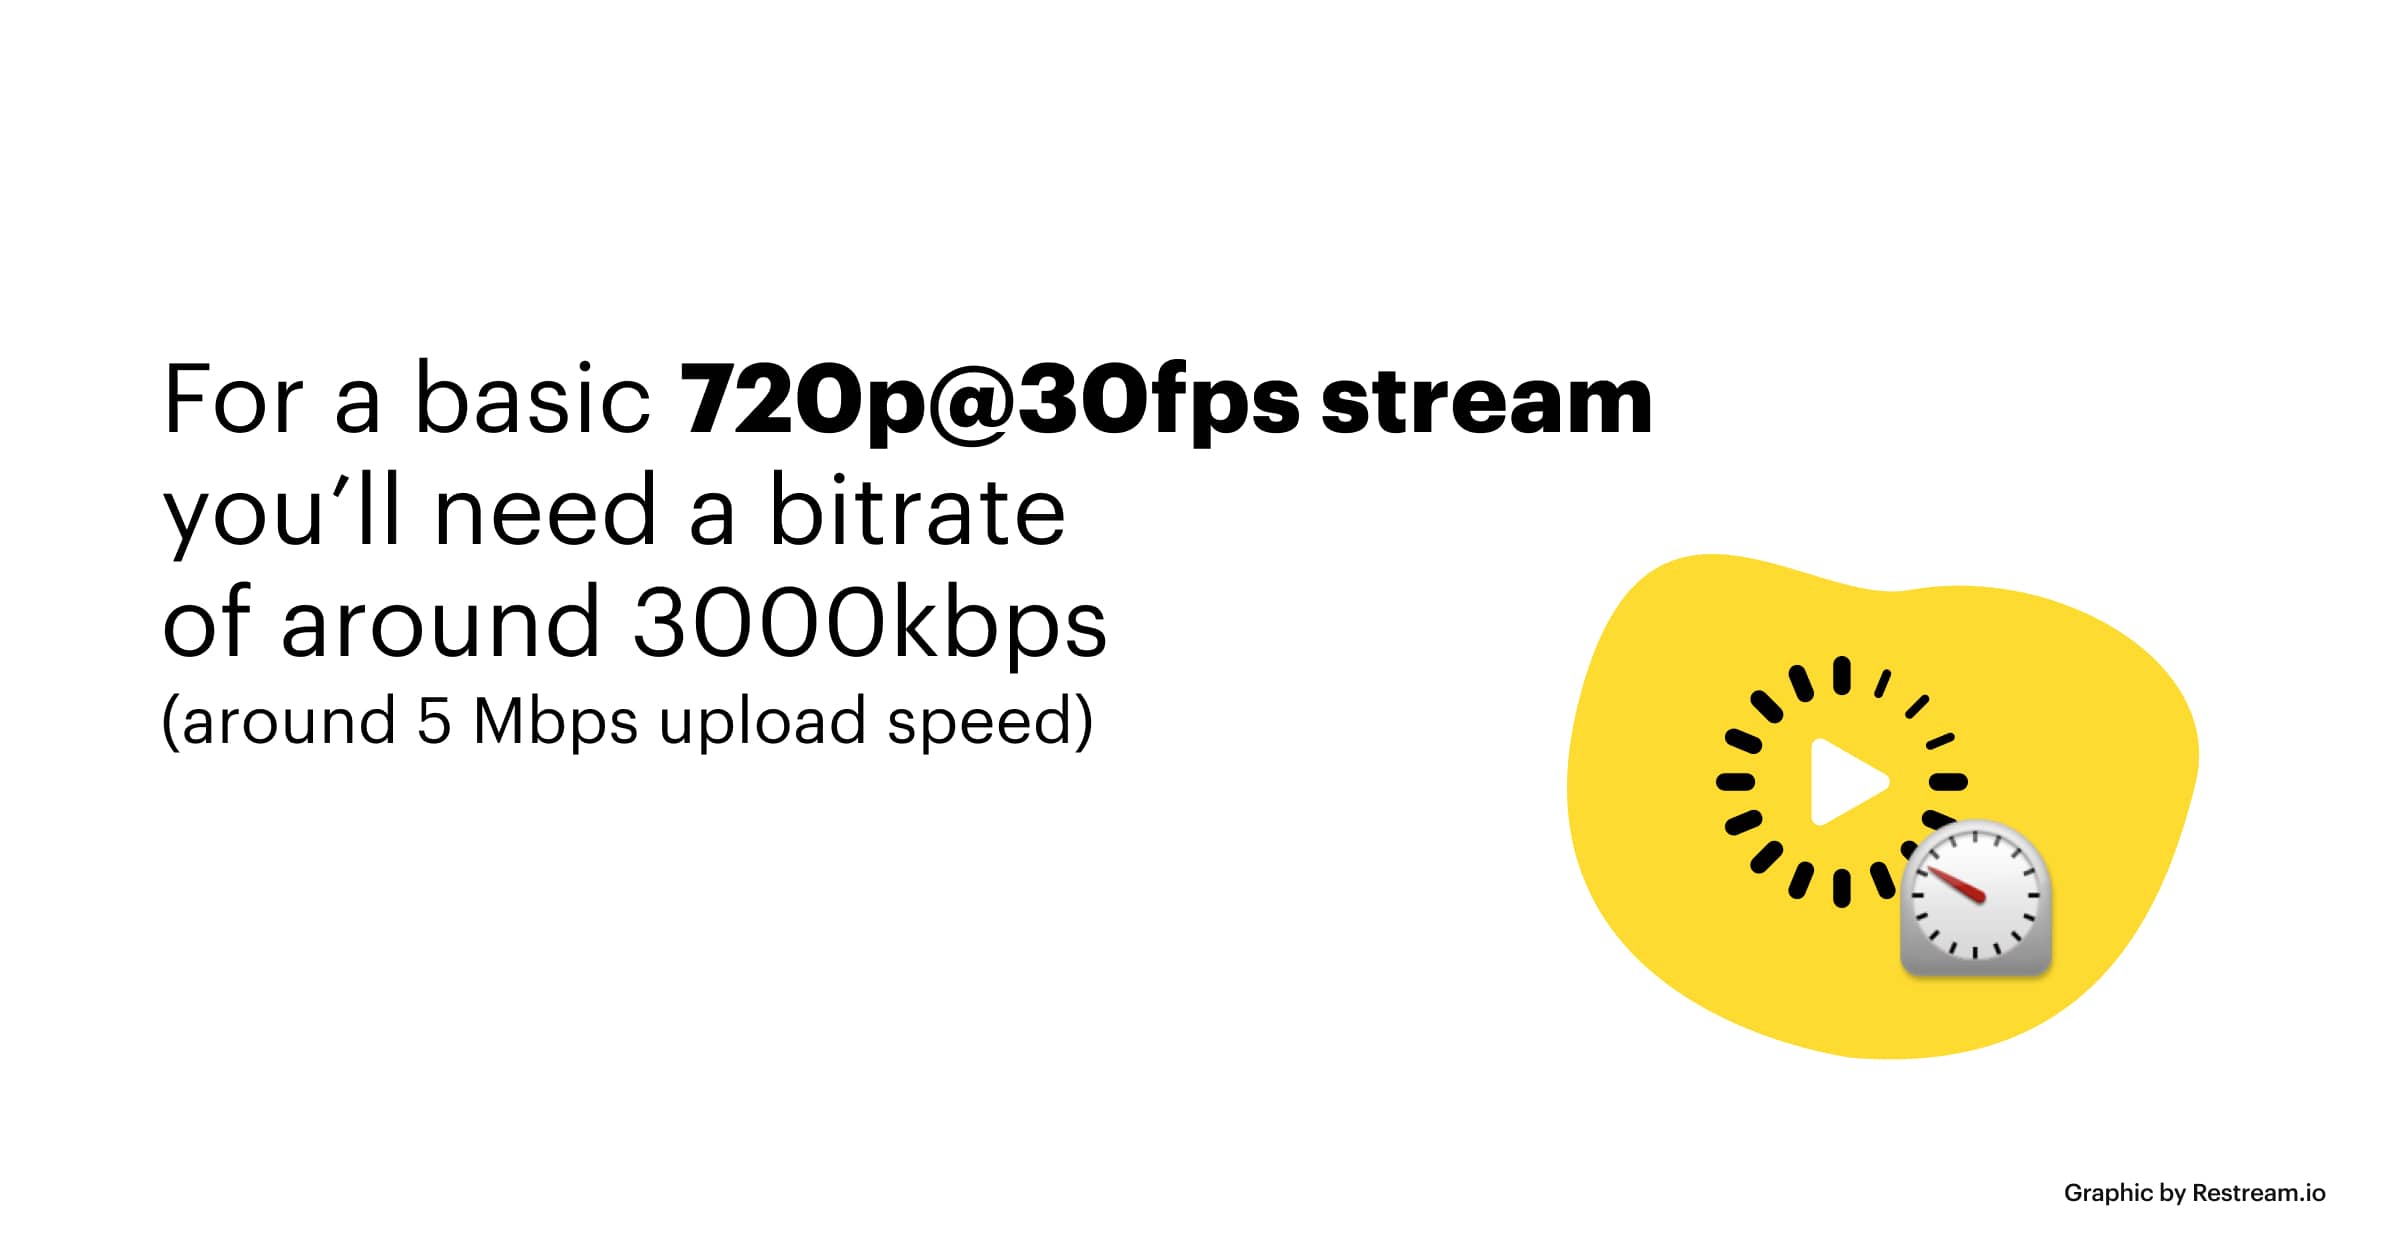 For a basic 720p@30fps stream
you’ll need a bitrate
of around 3000kbps
(around 5 Mbps upload speed)
Graphic by Restream.io